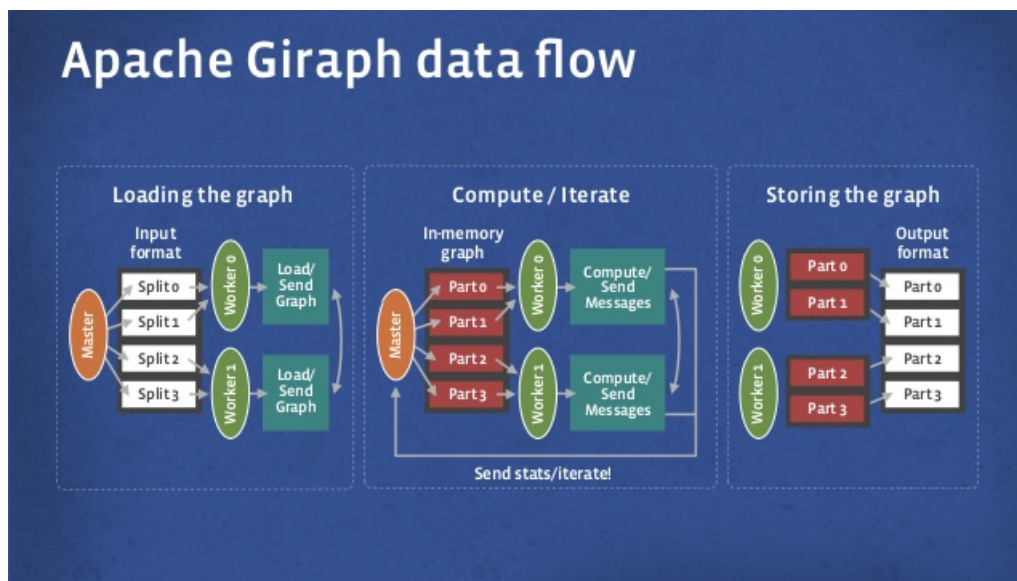 Apache Giraph data flow
Loading the graph
Input
format
Master
Split 0
Split 1
Split 2
Split 3
Worker 0
Worker 1
Load/
Send
Graph
Load/
Send
Graph
Compute / Iterate
In-memory
graph
Master
Part 0
Part 1
Part 2
Part 3
Worker 0
Worker 1
Compute/
Send
Messages
Compute/
Send
Messages
Send stats/iterate!
Storing the graph
Worker 0
Worker 1
Part 0
Part 1
Part 2
Part 3
Output
format
Part 0
Part 1
Part 2
Part 3